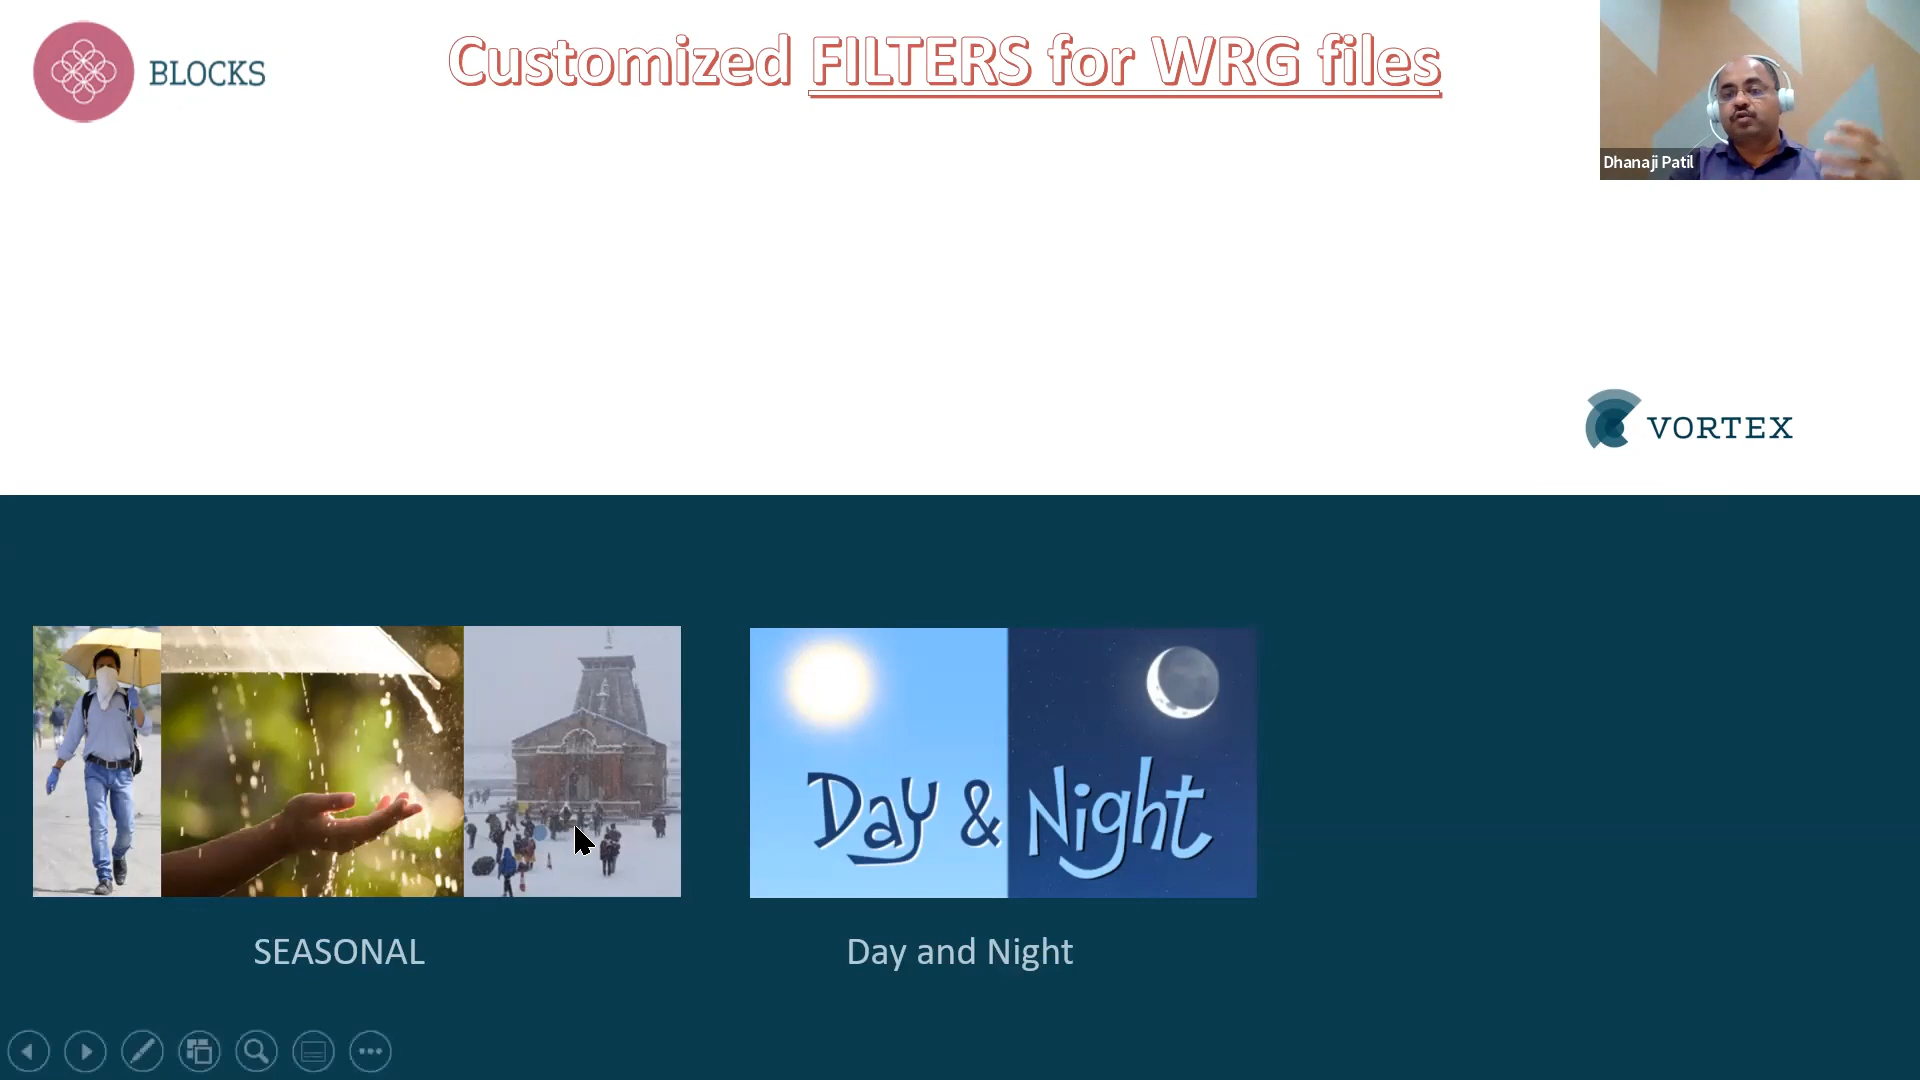 BLOCKS
Customized FILTERS for WRG files
Dhanaji Patil
VORTEX
Day & Night
SEASONAL
Day and Night